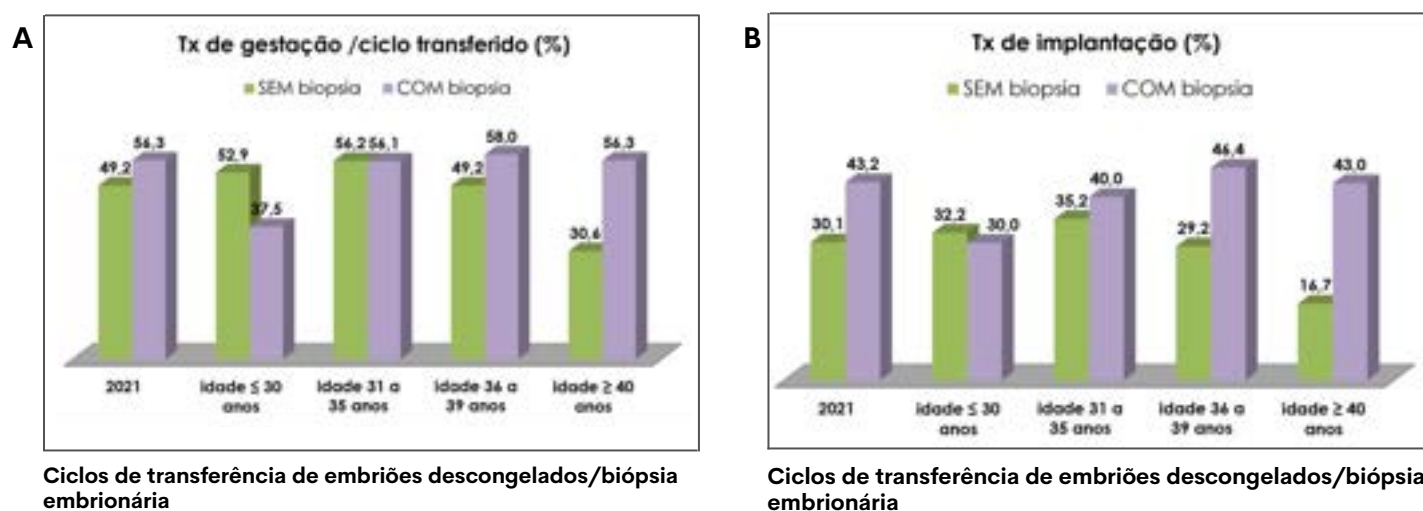 A
Tx de gestação /ciclo transferido (%)
SEM biopsia COM biopsia
49,2 56,3 52,9 37,5 56,2 56,1 49,2 58,0 30,6 56,3
2021 idade ≤ 30 idade 31 a idade 36 a idade ≥ 40
anos 35 anos 39 anos anos
Ciclos de transferência de embriões descongelados/biópsia
embrionária
B
Tx de implantação (%)
SEM biopsia COM biopsia
30,1 43,2 32,2 30,0 35,2 40,0 29,2 46,4 16,7 43,0
2021 idade ≤ 30 idade 31 a idade 36 a idade ≥ 40
anos 35 anos 39 anos anos
Ciclos de transferência de embriões descongelados/biópsia
embrionária